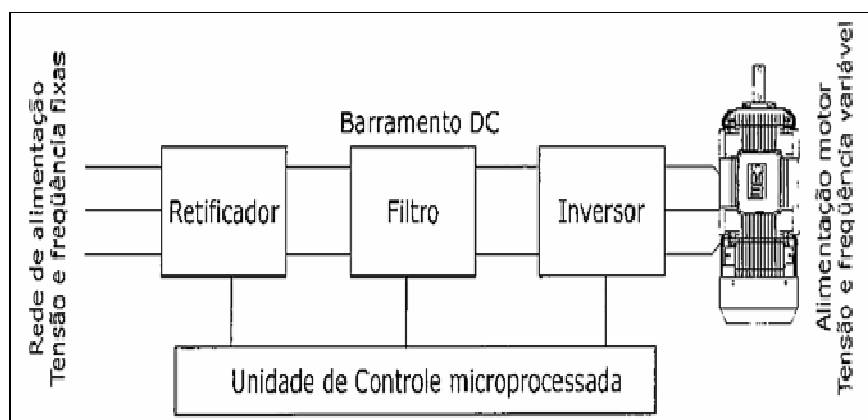 Rede de alimentação
Tensão e freqüência fixas
Barramento DC
Retificador
Filtro
Inversor
Alimentação motor
Tensão e freqüência variável
Unidade de Controle microprocessada